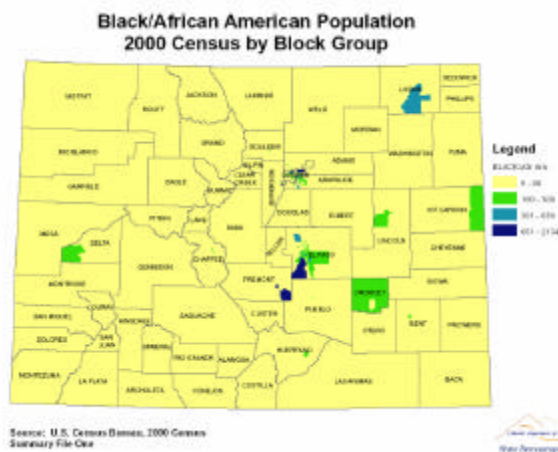 Black/African American Population
2000 Census by Block Group
MOFFAT
ROUTT
JACKSON
LARIMER
WELD
LOGAN
SEDGWICK
PHILLIPS
MORGAN
RIO BLANCO
GRAND
BOULDER
WASHINGTON
YUMA
ADAMS
ARAPAHOE
GARFIELD
EAGLE
SUMMIT
CLEAR CREEK
DOUGLAS
ELBERT
KIT CARSON
PITKIN
LAKE
PARK
LINCOLN
MESA
DELTA
CHEYENNE
GUNNISON
CHAFFEE
TELLER
EL PASO
FREMONT
KIOWA
MONTROSE
CROWLEY
SAGUACHE
CUSTER
PUEBLO
SAN MIGUEL
OURAY
HINSDALE
OTERO
BENT
PROWERS
DOLORES
SAN JUAN
MINERAL
RIO GRANDE
ALAMOSA
HUERFANO
MONTEZUMA
LA PLATA
ARCHULETA
CONEJOS
COSTILLA
LAS ANIMAS
BACA
Legend
Source: U.S. Census Bureau, 2000 Census
Summary File One